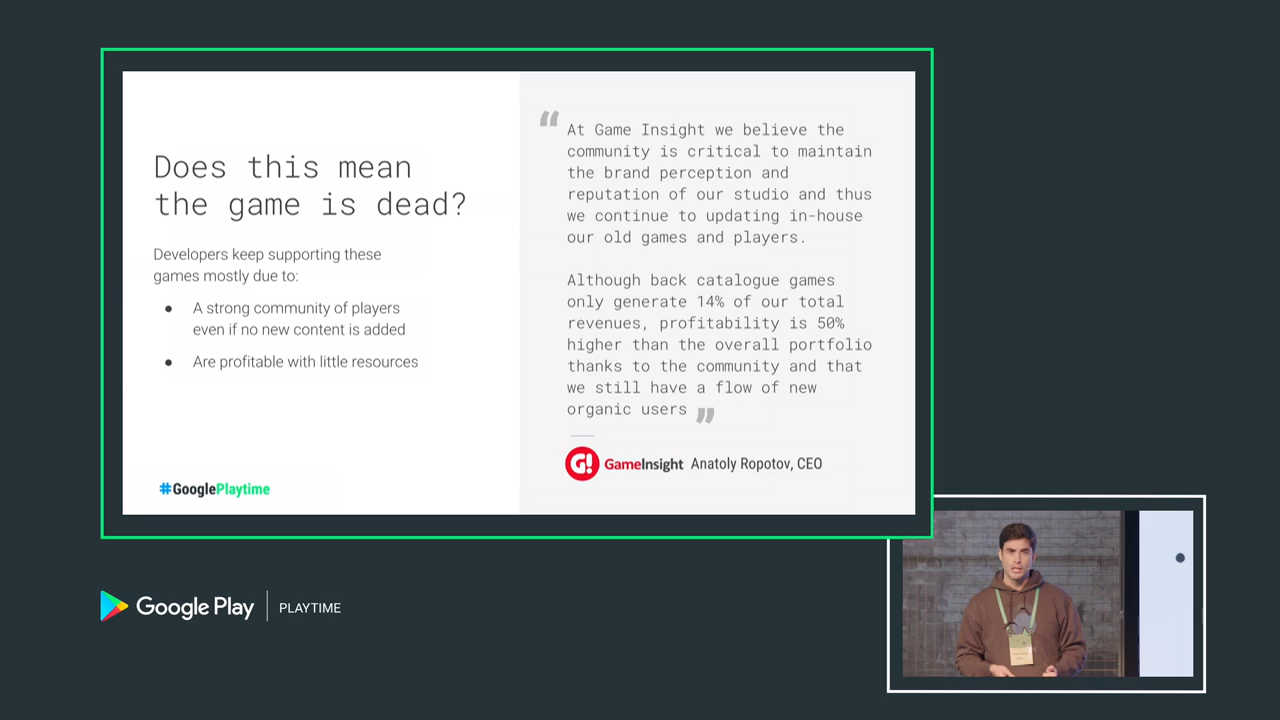 Does this mean
the game is dead?
Developers keep supporting these
games mostly due to:
● A strong community of players
even if no new content is added
● Are profitable with little resources
#GooglePlaytime
“ At Game Insight we believe the
community is critical to maintain
the brand perception and
reputation of our studio and thus
we continue to updating in-house
our old games and players.
Although back catalogue games
only generate 14% of our total
revenues, profitability is 50%
higher than the overall portfolio
thanks to the community and that
we still have a flow of new
organic users ”
G! GameInsight Anatoly Ropotov, CEO
Google Play | PLAYTIME